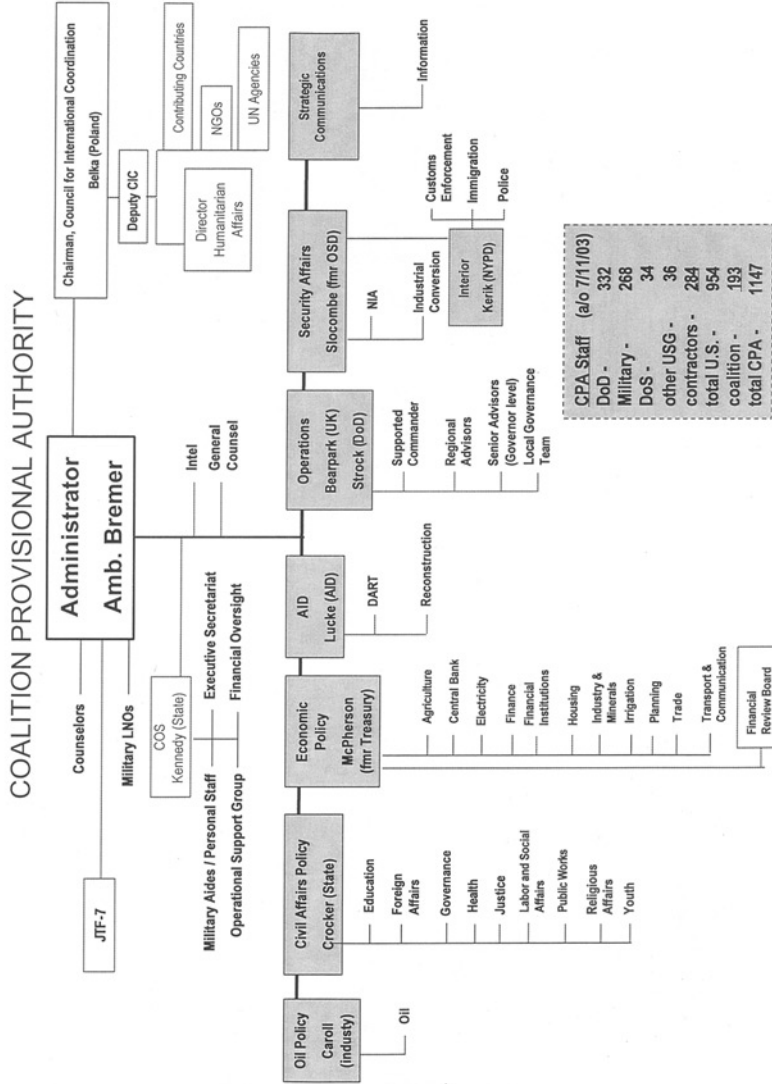 COALITION PROVISIONAL AUTHORITY
Administrator
Amb. Bremer
Chairman, Council for International Coordination
Belka (Poland)
Deputy CIC
Contributing Countries
NGOs
UN Agencies
Director
Humanitarian
Affairs
JTF-7
Counselors
Military LNOs
COS
Kennedy (State)
Military Aides / Personal Staff
Executive Secretariat
Operational Support Group
Financial Oversight
Intel
General
Counsel
Oil Policy
Caroll
(industy)
Oil
Civil Affairs Policy
Crocker (State)
Education
Foreign
Affairs
Governance
Health
Justice
Labor and Social
Affairs
Public Works
Religious
Affairs
Youth
Economic
Policy
McPherson
(fmr Treasury)
Agriculture
Central Bank
Electricity
Finance
Financial
Institutions
Housing
Industry &
Minerals
Irrigation
Planning
Trade
Transport &
Communication
Financial
Review Board
AID
Lucke (AID)
DART
Reconstruction
Operations
Bearpark (UK)
Strock (DoD)
Supported
Commander
Regional
Advisors
Senior Advisors
(Governor level)
Local Governance
Team
Security Affairs
Slocombe (fmr OSD)
NIA
Industrial
Conversion
Interior
Kerik (NYPD)
Customs
Enforcement
Immigration
Police
Strategic
Communications
Information
CPA Staff (a/o 7/11/03)
DoD - 332
Military - 268
DoS - 34
other USG - 36
contractors - 284
total U.S. - 954
coalition - 193
total CPA - 1147